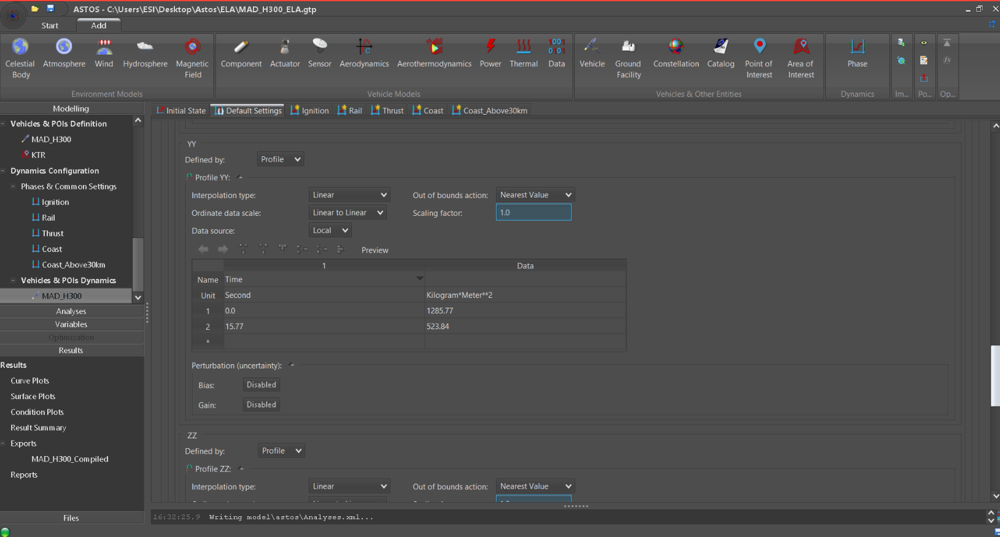 ASTOS - C:\Users\ESI\Desktop\Astos\ELA\MAD_H300_ELA.gtp
Start
Add
Celestial Body
Atmosphere
Wind
Hydrosphere
Magnetic Field
Environment Models
Component
Actuator
Sensor
Aerodynamics
Aerothermodynamics
Power
Thermal
1001
0101
Data
Vehicle Models
Vehicle
Ground Facility
Constellation
Catalog
Point of Interest
Area of Interest
Vehicles & Other Entities
Phase
Dynamics
Im...
Po...
Op...
Modelling
Vehicles & POIs Definition
MAD_H300
KTR
Dynamics Configuration
Phases & Common Settings
Ignition
Rail
Thrust
Coast
Coast_Above30km
Vehicles & POIs Dynamics
MAD_H300
Analyses
Variables
Optimization
Results
Results
Curve Plots
Surface Plots
Condition Plots
Result Summary
Exports
MAD_H300_Compiled
Reports
Files
Initial State
Default Settings
Ignition
Rail
Thrust
Coast
Coast_Above30km
YY
Defined by: Profile
Profile YY:
Interpolation type: Linear Out of bounds action: Nearest Value
Ordinate data scale: Linear to Linear Scaling factor: 1.0
Data source: Local
Preview
1 Data
Name Time
Unit Second Kilogram*Meter**2
1 0.0 1285.77
2 15.77 523.84
*
Perturbation (uncertainty):
Bias: Disabled
Gain: Disabled
ZZ
Defined by: Profile
Profile ZZ:
Interpolation type: Linear Out of bounds action: Nearest Value
16:32:25.9 Writing model\astos\Analyses.xml...